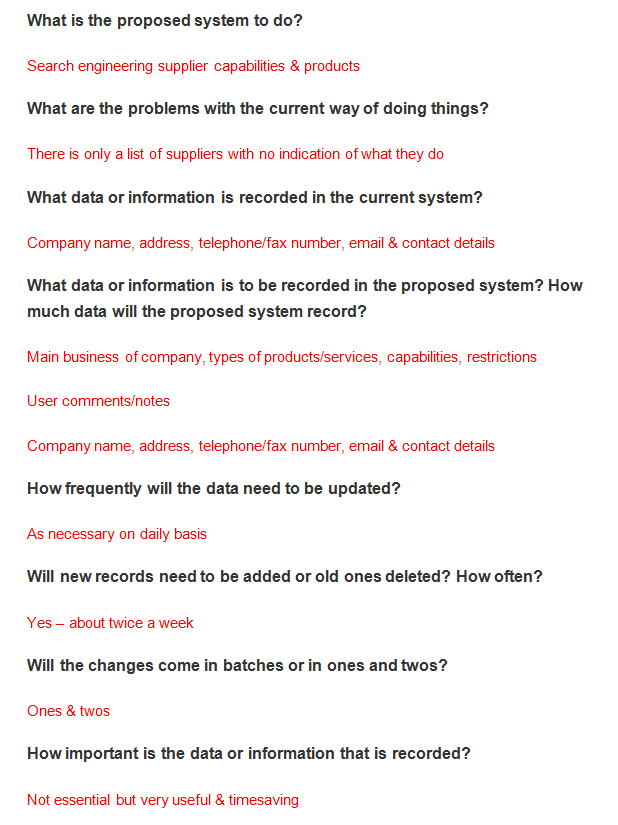 What is the proposed system to do?
Search engineering supplier capabilities & products
What are the problems with the current way of doing things?
There is only a list of suppliers with no indication of what they do
What data or information is recorded in the current system?
Company name, address, telephone/fax number, email & contact details
What data or information is to be recorded in the proposed system? How
much data will the proposed system record?
Main business of company, types of products/services, capabilities, restrictions
User comments/notes
Company name, address, telephone/fax number, email & contact details
How frequently will the data need to be updated?
As necessary on daily basis
Will new records need to be added or old ones deleted? How often?
Yes – about twice a week
Will the changes come in batches or in ones and twos?
Ones & twos
How important is the data or information that is recorded?
Not essential but very useful & timesaving